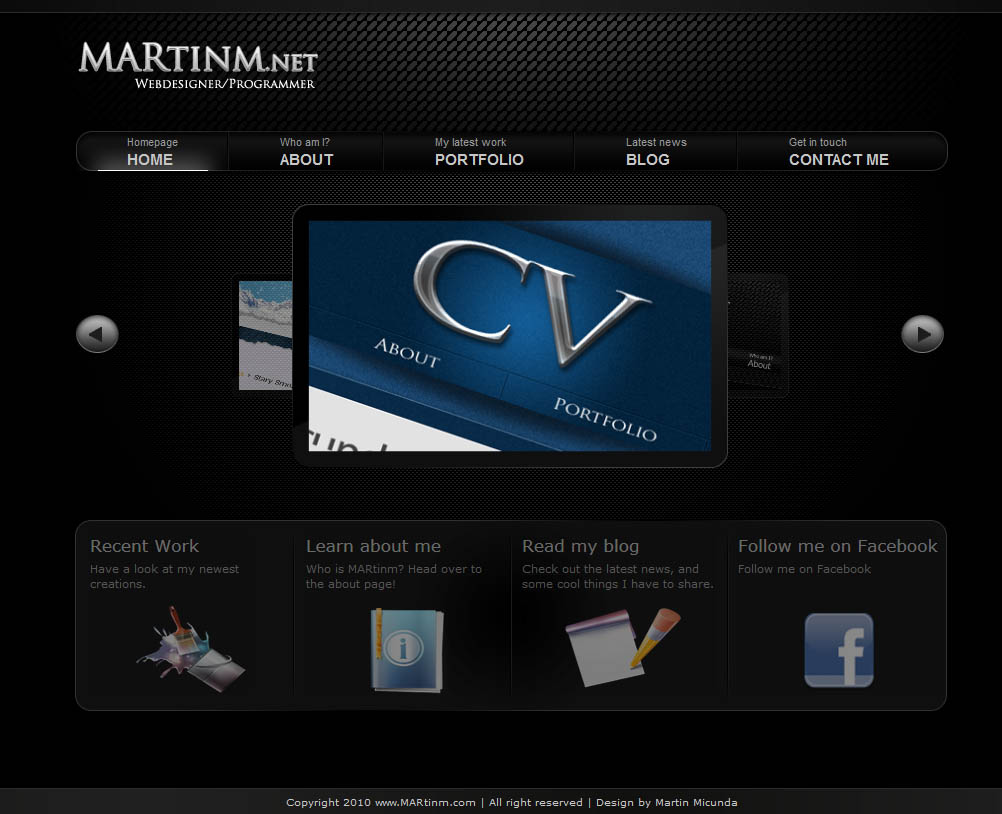 MARTINM.NET
WEBDESIGNER/PROGRAMMER
Homepage
HOME
Who am I?
ABOUT
My latest work
PORTFOLIO
Latest news
BLOG
Get in touch
CONTACT ME
CV
ABOUT
PORTFOLIO
Stary Smo
Who am I?
About
Recent Work
Have a look at my newest
creations.
Learn about me
Who is MARtinm? Head over to
the about page!
Read my blog
Check out the latest news, and
some cool things I have to share.
Follow me on Facebook
Follow me on Facebook
i
f
Copyright 2010 www.MARtinm.com | All right reserved | Design by Martin Micunda